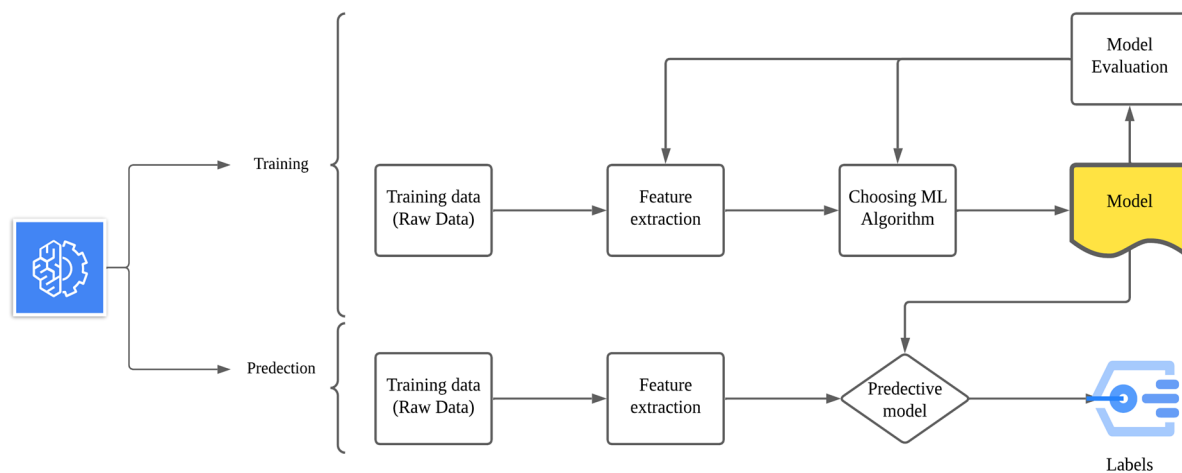 Model
Evaluation
Training
Training data
(Raw Data)
Feature
extraction
Choosing ML
Algorithm
Model
Predection
Training data
(Raw Data)
Feature
extraction
Predective
model
Labels